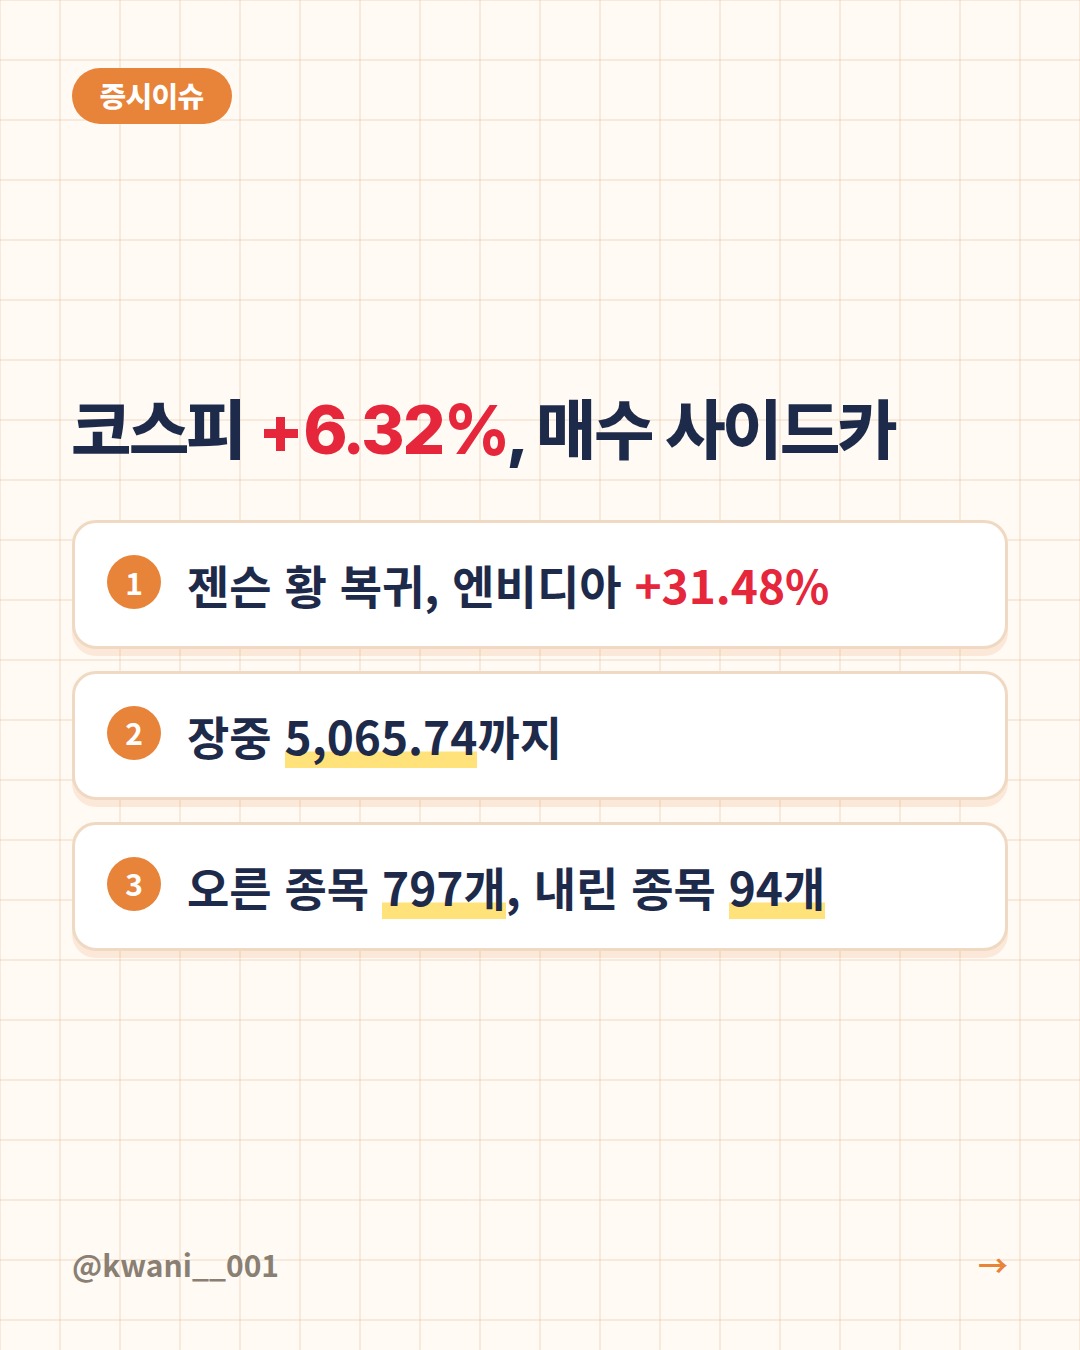 증시이슈
코스피 +6.32%, 매수 사이드카
1 젠슨 황 복귀, 엔비디아 +31.48%
2 장중 5,065.74까지
3 오른 종목 797개, 내린 종목 94개
@kwani__001 →